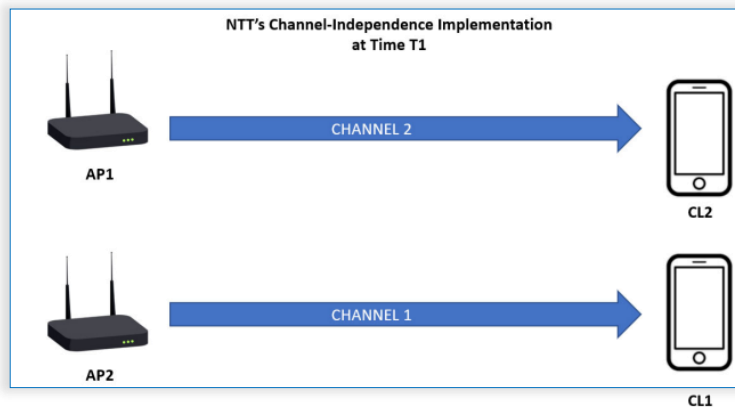 NTT's Channel-Independence Implementation
at Time T1
CHANNEL 2
AP1
CL2
CHANNEL 1
AP2
CL1